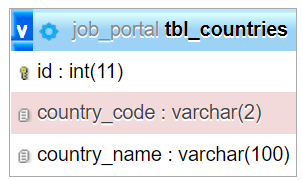 v job_portal tbl_countries
id : int(11)
country_code : varchar(2)
country_name : varchar(100)